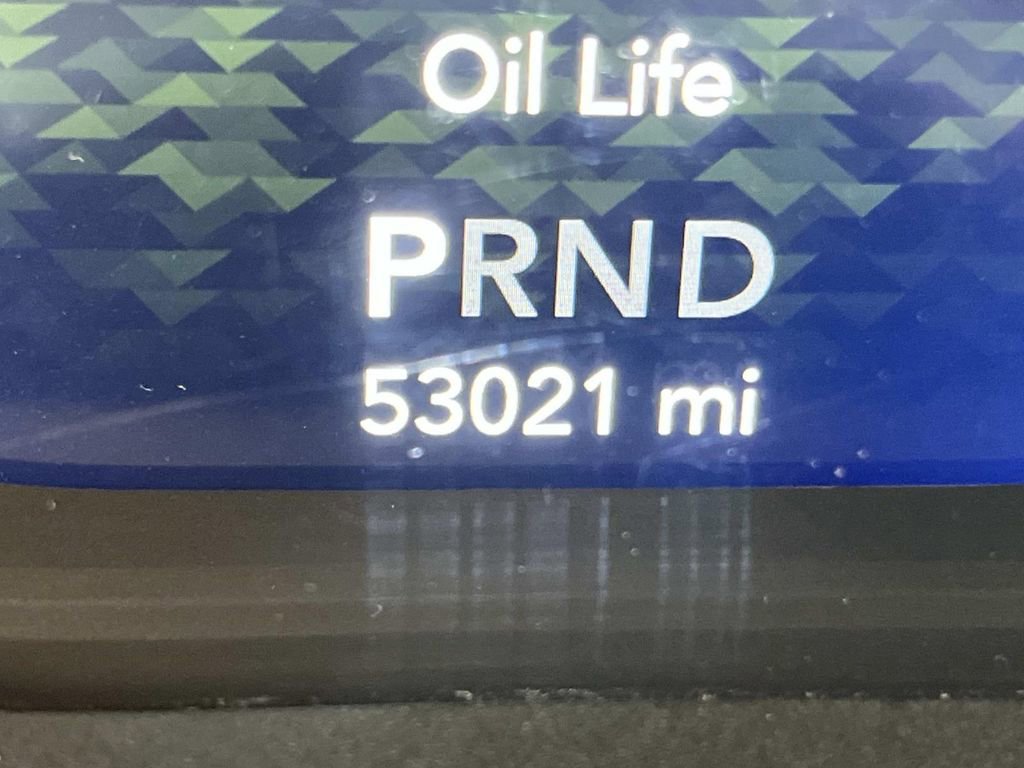 Oil Life
PRND
53021 mi